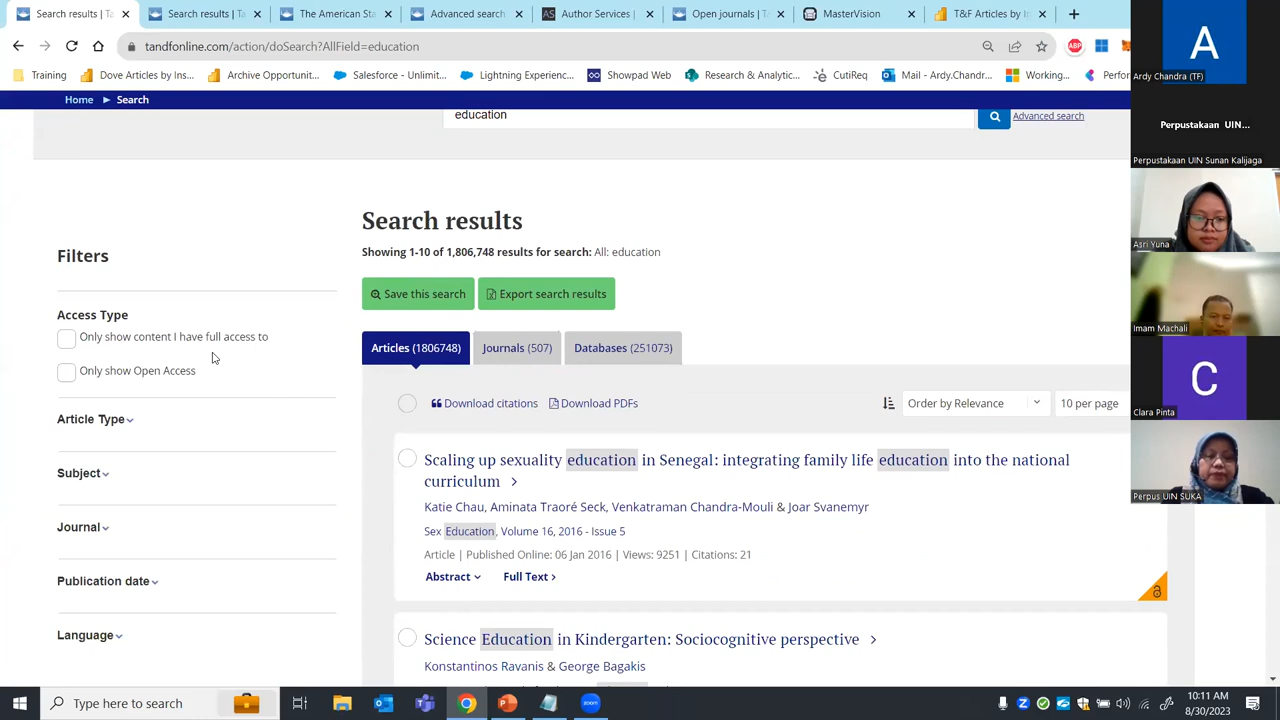 Search results | Ta
Search results | Ta
The American Sta
Advanced search
Author Services |
Open journals | T
MasterVision
T&F Articles by In
tandfonline.com/action/doSearch?AllField=education
ABP
Training
Dove Articles by Ins...
Archive Opportunit...
Salesforce - Unlimit...
Lightning Experienc...
Showpad Web
Research & Analytic...
CutiReq
Mail - Ardy.Chandr...
Working...
Perfor
Home ► Search
education
Advanced search
Search results
Showing 1-10 of 1,806,748 results for search: All: education
Filters
Save this search
Export search results
Access Type
Only show content I have full access to
Only show Open Access
Article Type
Subject
Journal
Publication date
Language
Articles (1806748)
Journals (507)
Databases (251073)
Download citations
Download PDFs
Order by Relevance
10 per page
Scaling up sexuality education in Senegal: integrating family life education into the national
curriculum
Katie Chau, Aminata Traoré Seck, Venkatraman Chandra-Mouli & Joar Svanemyr
Sex Education, Volume 16, 2016 - Issue 5
Article | Published Online: 06 Jan 2016 | Views: 9251 | Citations: 21
Abstract
Full Text
Science Education in Kindergarten: Sociocognitive perspective
Konstantinos Ravanis & George Bagakis
A
Ardy Chandra (TF)
Perpustakaan UIN...
Perpustakaan UIN Sunan Kalijaga
Asri Yuna
Imam Machali
C
Clara Pinta
Perpus UIN SUKA
Type here to search
zoom
10:11 AM
8/30/2023